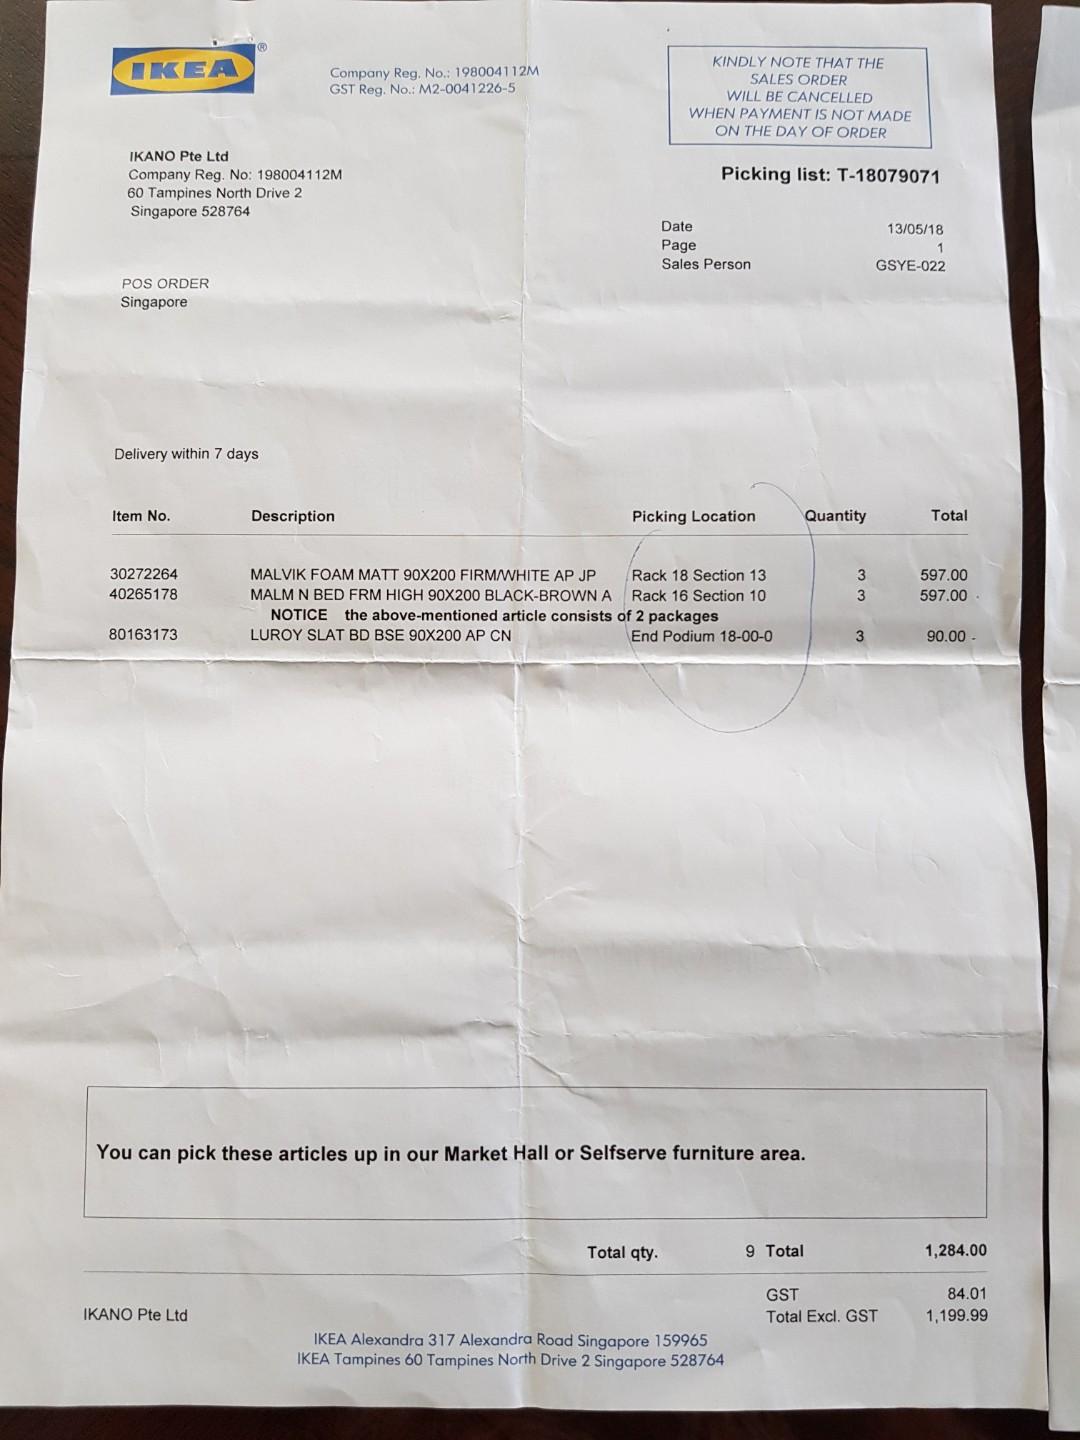 IKEA ®
Company Reg. No.: 198004112M
GST Reg. No.: M2-0041226-5
KINDLY NOTE THAT THE
SALES ORDER
WILL BE CANCELLED
WHEN PAYMENT IS NOT MADE
ON THE DAY OF ORDER
IKANO Pte Ltd
Company Reg. No: 198004112M
60 Tampines North Drive 2
Singapore 528764
Picking list: T-18079071
Date 13/05/18
Page 1
Sales Person GSYE-022
POS ORDER
Singapore
Delivery within 7 days
Item No. Description Picking Location Quantity Total
30272264 MALVIK FOAM MATT 90X200 FIRM/WHITE AP JP Rack 18 Section 13 3 597.00
40265178 MALM N BED FRM HIGH 90X200 BLACK-BROWN A Rack 16 Section 10 3 597.00
NOTICE the above-mentioned article consists of 2 packages
80163173 LUROY SLAT BD BSE 90X200 AP CN End Podium 18-00-0 3 90.00
You can pick these articles up in our Market Hall or Selfserve furniture area.
Total qty. 9 Total 1,284.00
GST 84.01
IKANO Pte Ltd Total Excl. GST 1,199.99
IKEA Alexandra 317 Alexandra Road Singapore 159965
IKEA Tampines 60 Tampines North Drive 2 Singapore 528764